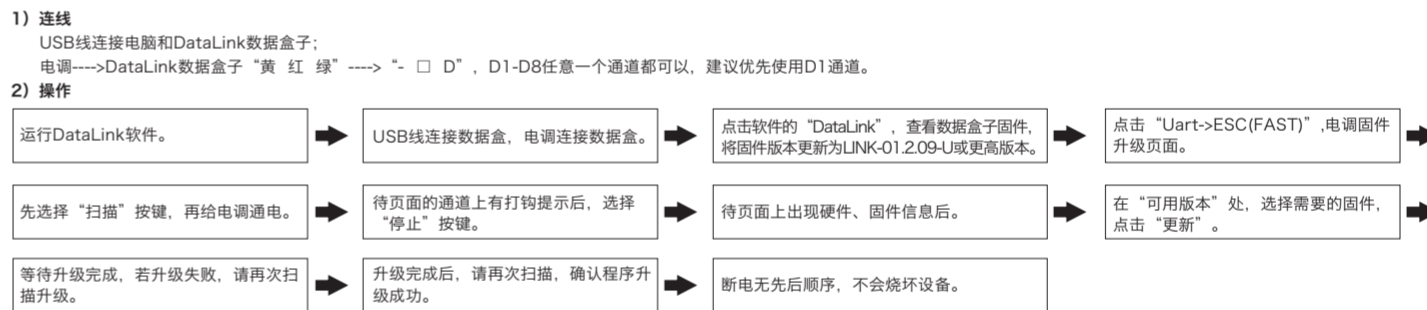 1）连线
USB线连接电脑和DataLink数据盒子；
电调---->DataLink数据盒子“黄 红 绿”---->“- □ D”，D1-D8任意一个通道都可以，建议优先使用D1通道。
2）操作
运行DataLink软件。
USB线连接数据盒，电调连接数据盒。
点击软件的“DataLink”，查看数据盒子固件，
将固件版本更新为LINK-01.2.09-U或更高版本。
点击“Uart->ESC(FAST)”,电调固件
升级页面。
先选择“扫描”按键，再给电调通电。
待页面的通道上有打钩提示后，选择
“停止”按键。
待页面上出现硬件、固件信息后。
在“可用版本”处，选择需要的固件，
点击“更新”。
等待升级完成，若升级失败，请再次扫
描升级。
升级完成后，请再次扫描，确认程序升
级成功。
断电无先后顺序，不会烧坏设备。